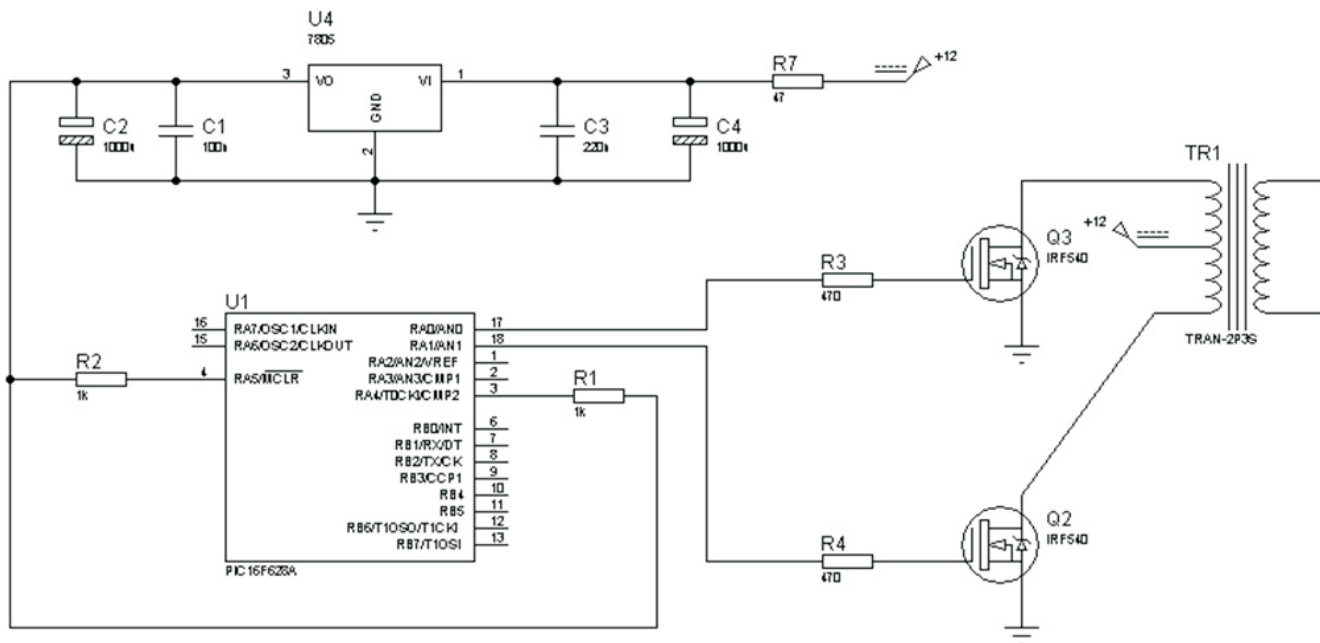 U4
7805
3 VO VI 1
GND
2
R7
47
+12
C2
1000u
C1
100n
C3
220n
C4
1000u
TR1
+12
TRAN-2P3S
Q3
IRF540
R3
470
U1
16 RA7/OSC1/CLKIN RA0/AN0 17
15 RA6/OSC2/CLKOUT RA1/AN1 18
RA2/AN2/VREF 1
4 RA5/MCLR RA3/AN3/CMP1 2
RA4/T0CKI/CMP2 3
RB0/INT 6
RB1/RX/DT 7
RB2/TX/CK 8
RB3/CCP1 9
RB4 10
RB5 11
RB6/T1OSO/T1CKI 12
RB7/T1OSI 13
PIC16F628A
R2
1k
R1
1k
Q2
IRF540
R4
470